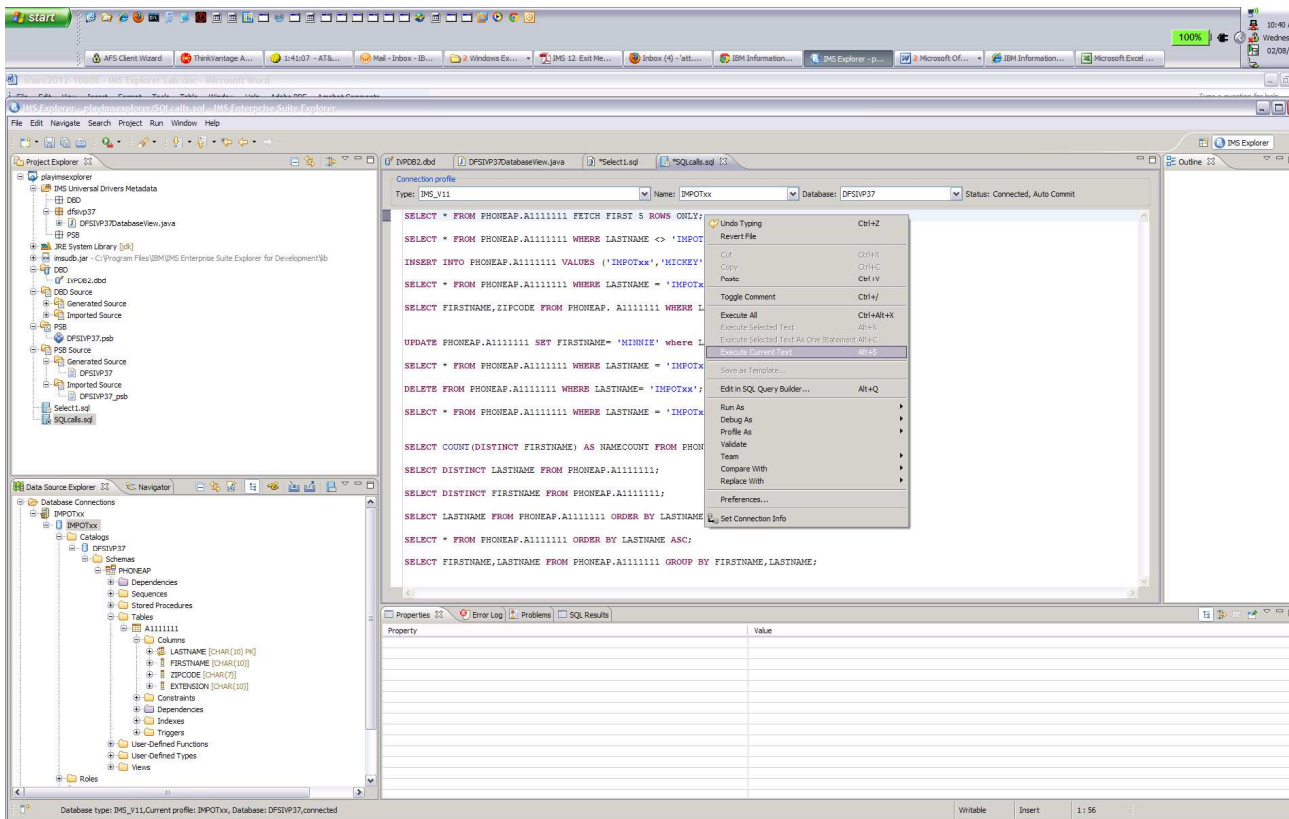 start
100%
10:40
Wednes
02/08/
AFS Client Wizard
ThinkVantage A...
1:41:07 - AT&...
Mail - Inbox - IB...
2 Windows Ex...
IMS 12 Exit Me...
Inbox (4) - 'att....
IBM Information...
IMS Explorer - p...
2 Microsoft Of...
IBM Information...
Microsoft Excel ...
IMS Explorer - playimsexplorer/SQLcalls.sql - IMS Enterprise Suite Explorer
File Edit Navigate Search Project Run Window Help
IMS Explorer
Project Explorer
playimsexplorer
IMS Universal Drivers Metadata
DBD
dfsivp37
DFSIVP37DatabaseView.java
PSB
JRE System Library [jdk]
imsudb.jar - C:\Program Files\IBM\IMS Enterprise Suite Explorer for Development\lib
DBD
IVPDB2.dbd
DBD Source
Generated Source
Imported Source
PSB
DFSIVP37.psb
PSB Source
Generated Source
DFSIVP37
Imported Source
DFSIVP37_psb
Select1.sql
SQLcalls.sql
Data Source Explorer Navigator
Database Connections
IMPOTxx
IMPOTxx
Catalogs
DFSIVP37
Schemas
PHONEAP
Dependencies
Sequences
Stored Procedures
Tables
A1111111
Columns
LASTNAME [CHAR(10) PK]
FIRSTNAME [CHAR(10)]
ZIPCODE [CHAR(7)]
EXTENSION [CHAR(10)]
Constraints
Dependencies
Indexes
Triggers
User-Defined Functions
User-Defined Types
Views
Roles
IVPDB2.dbd DFSIVP37DatabaseView.java *Select1.sql *SQLcalls.sql
Connection profile
Type: IMS_V11 Name: IMPOTxx Database: DFSIVP37 Status: Connected, Auto Commit
SELECT * FROM PHONEAP.A1111111 FETCH FIRST 5 ROWS ONLY;
SELECT * FROM PHONEAP.A1111111 WHERE LASTNAME <> 'IMPOT
INSERT INTO PHONEAP.A1111111 VALUES ('IMPOTxx','MICKEY'
SELECT * FROM PHONEAP.A1111111 WHERE LASTNAME = 'IMPOTx
SELECT FIRSTNAME,ZIPCODE FROM PHONEAP. A1111111 WHERE L
UPDATE PHONEAP.A1111111 SET FIRSTNAME= 'MINNIE' where L
SELECT * FROM PHONEAP.A1111111 WHERE LASTNAME = 'IMPOTx
DELETE FROM PHONEAP.A1111111 WHERE LASTNAME= 'IMPOTxx';
SELECT * FROM PHONEAP.A1111111 WHERE LASTNAME = 'IMPOTx
SELECT COUNT(DISTINCT FIRSTNAME) AS NAMECOUNT FROM PHON
SELECT DISTINCT LASTNAME FROM PHONEAP.A1111111;
SELECT DISTINCT FIRSTNAME FROM PHONEAP.A1111111;
SELECT LASTNAME FROM PHONEAP.A1111111 ORDER BY LASTNAME
SELECT * FROM PHONEAP.A1111111 ORDER BY LASTNAME ASC;
SELECT FIRSTNAME,LASTNAME FROM PHONEAP.A1111111 GROUP BY FIRSTNAME,LASTNAME;
Undo Typing Ctrl+Z
Revert File
Cut Ctrl+X
Copy Ctrl+C
Paste Ctrl+V
Toggle Comment Ctrl+/
Execute All Ctrl+Alt+X
Execute Selected Text Alt+X
Execute Selected Text As One Statement Alt+C
Execute Current Text Alt+S
Save as Template...
Edit in SQL Query Builder... Alt+Q
Run As
Debug As
Profile As
Validate
Team
Compare With
Replace With
Preferences...
Set Connection Info
Outline
Properties Error Log Problems SQL Results
Property Value
Database type: IMS_V11,Current profile: IMPOTxx, Database: DFSIVP37,connected
Writable Insert 1 : 56